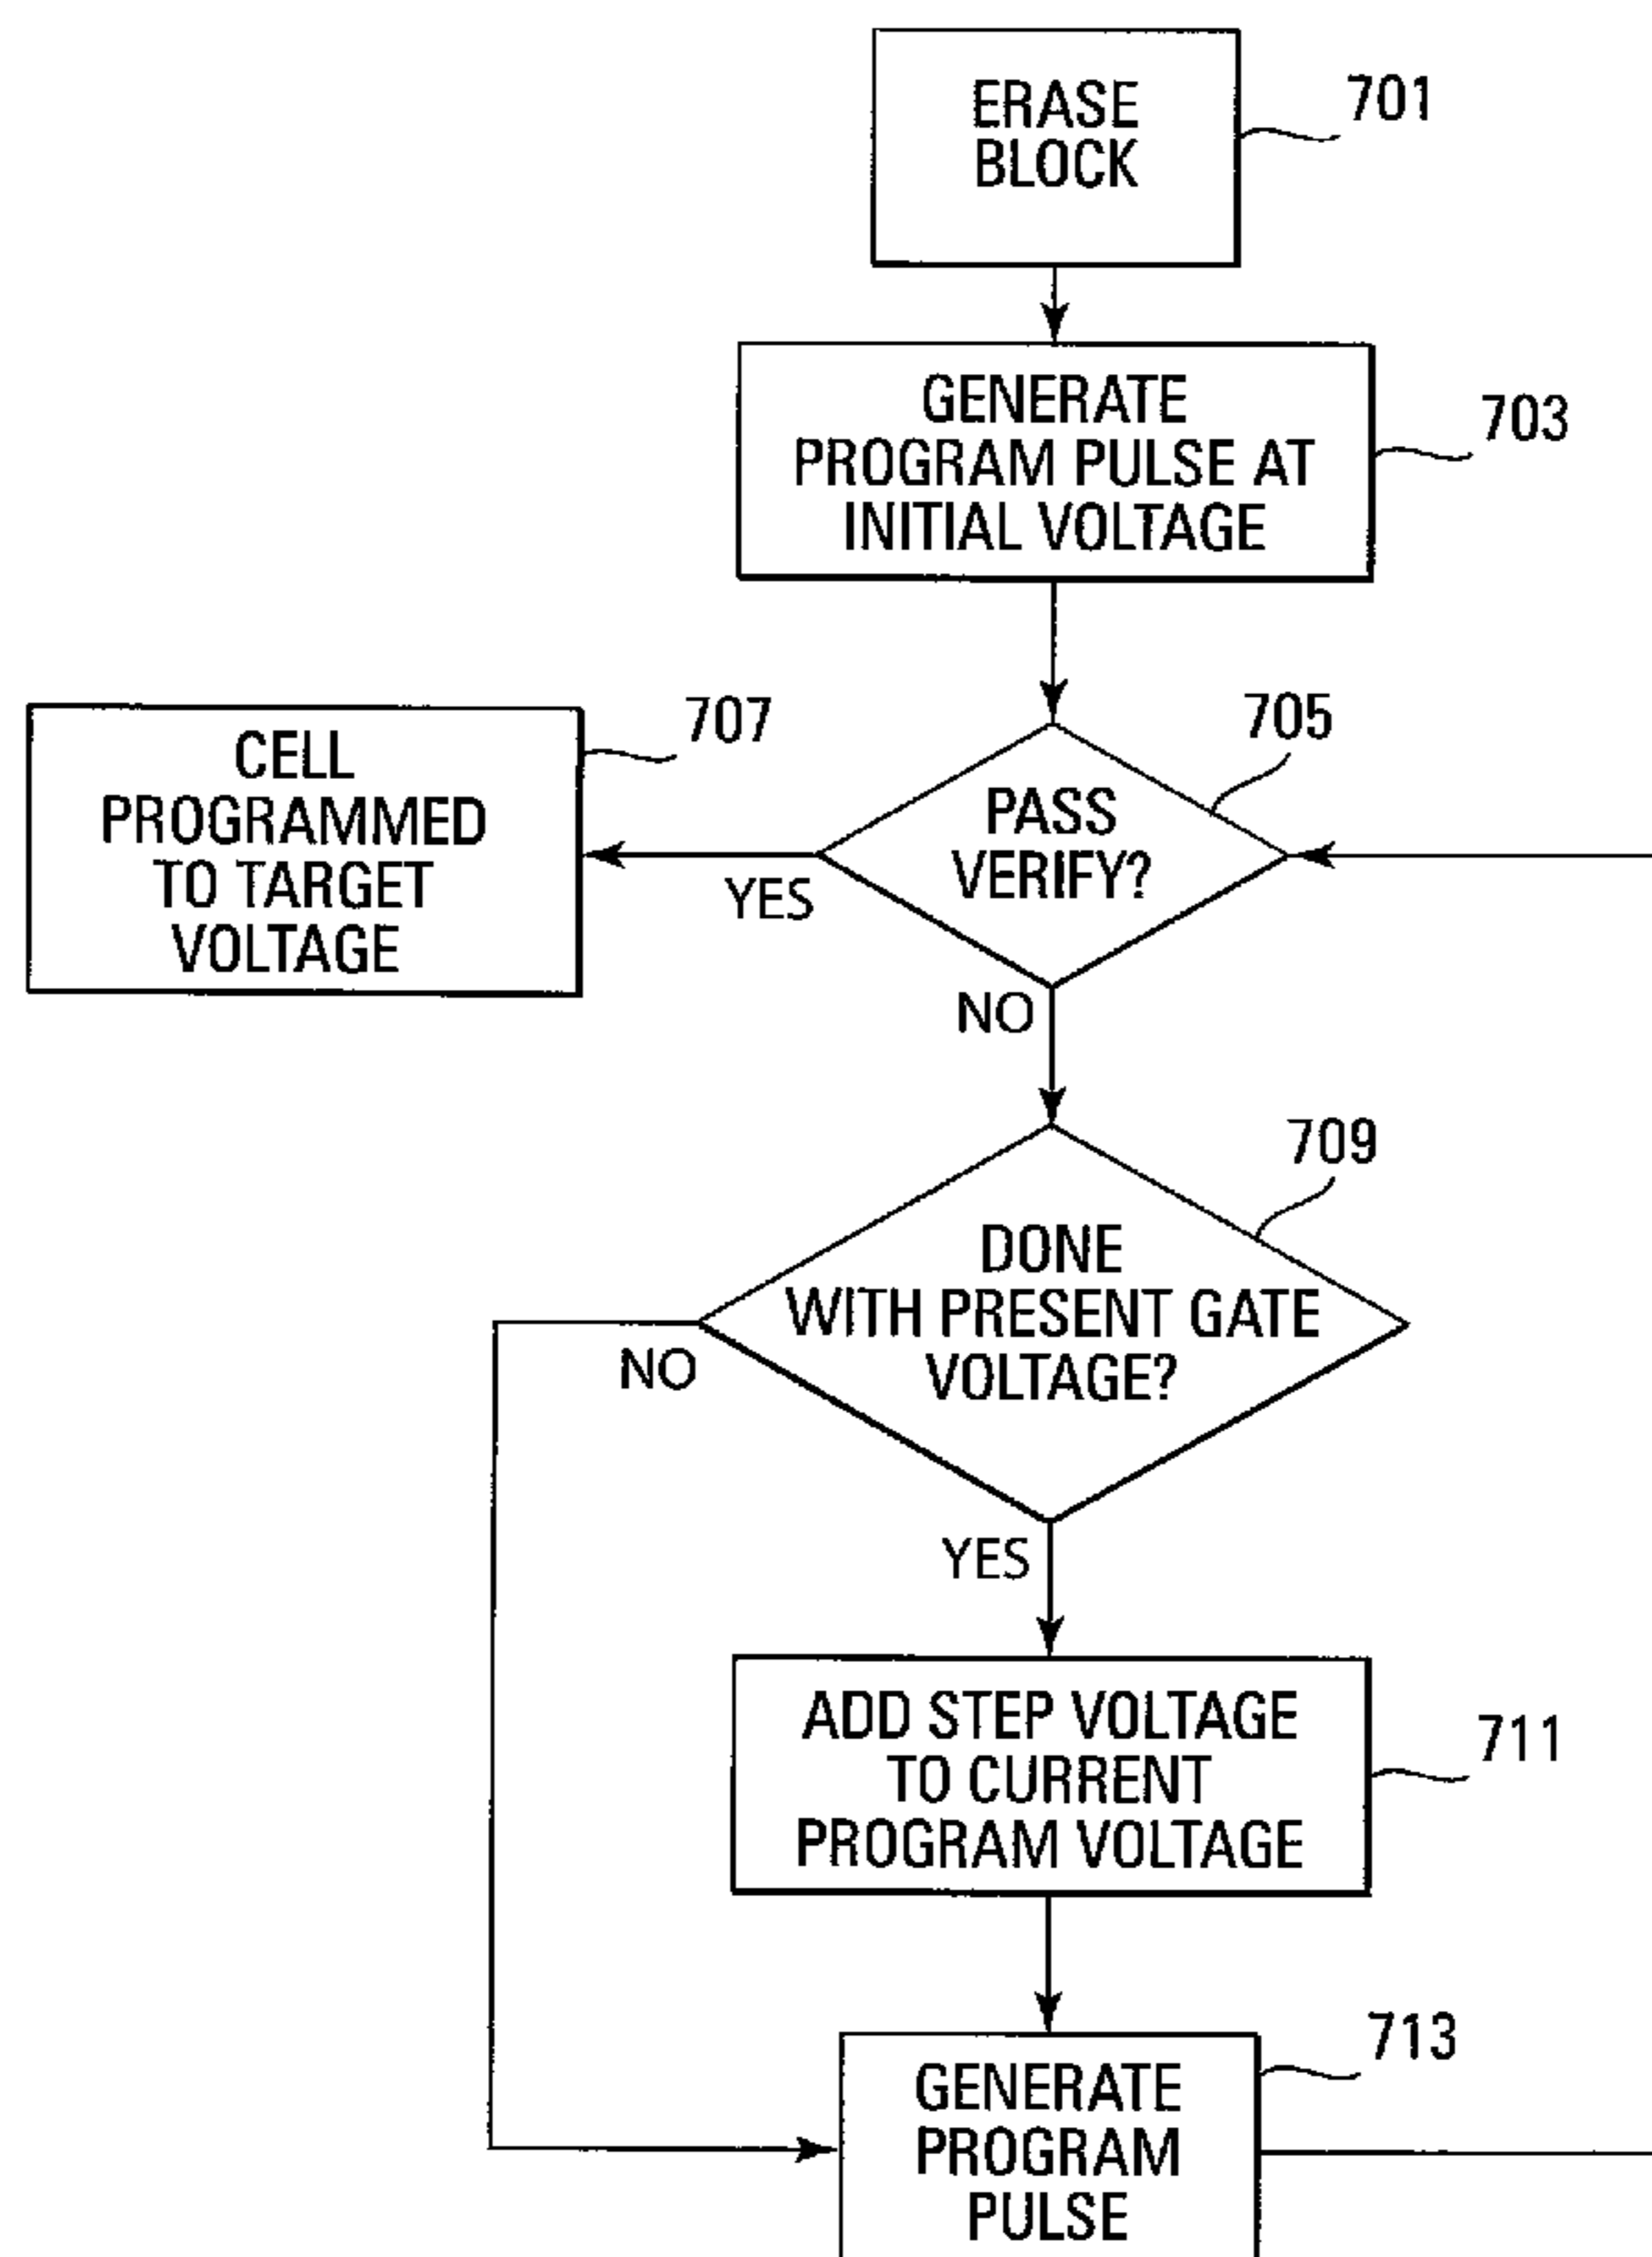 ERASE
BLOCK
701
GENERATE
PROGRAM PULSE AT
INITIAL VOLTAGE
703
CELL
PROGRAMMED
TO TARGET
VOLTAGE
707
PASS
VERIFY?
705
YES
NO
DONE
WITH PRESENT GATE
VOLTAGE?
709
NO
YES
ADD STEP VOLTAGE
TO CURRENT
PROGRAM VOLTAGE
711
GENERATE
PROGRAM
PULSE
713